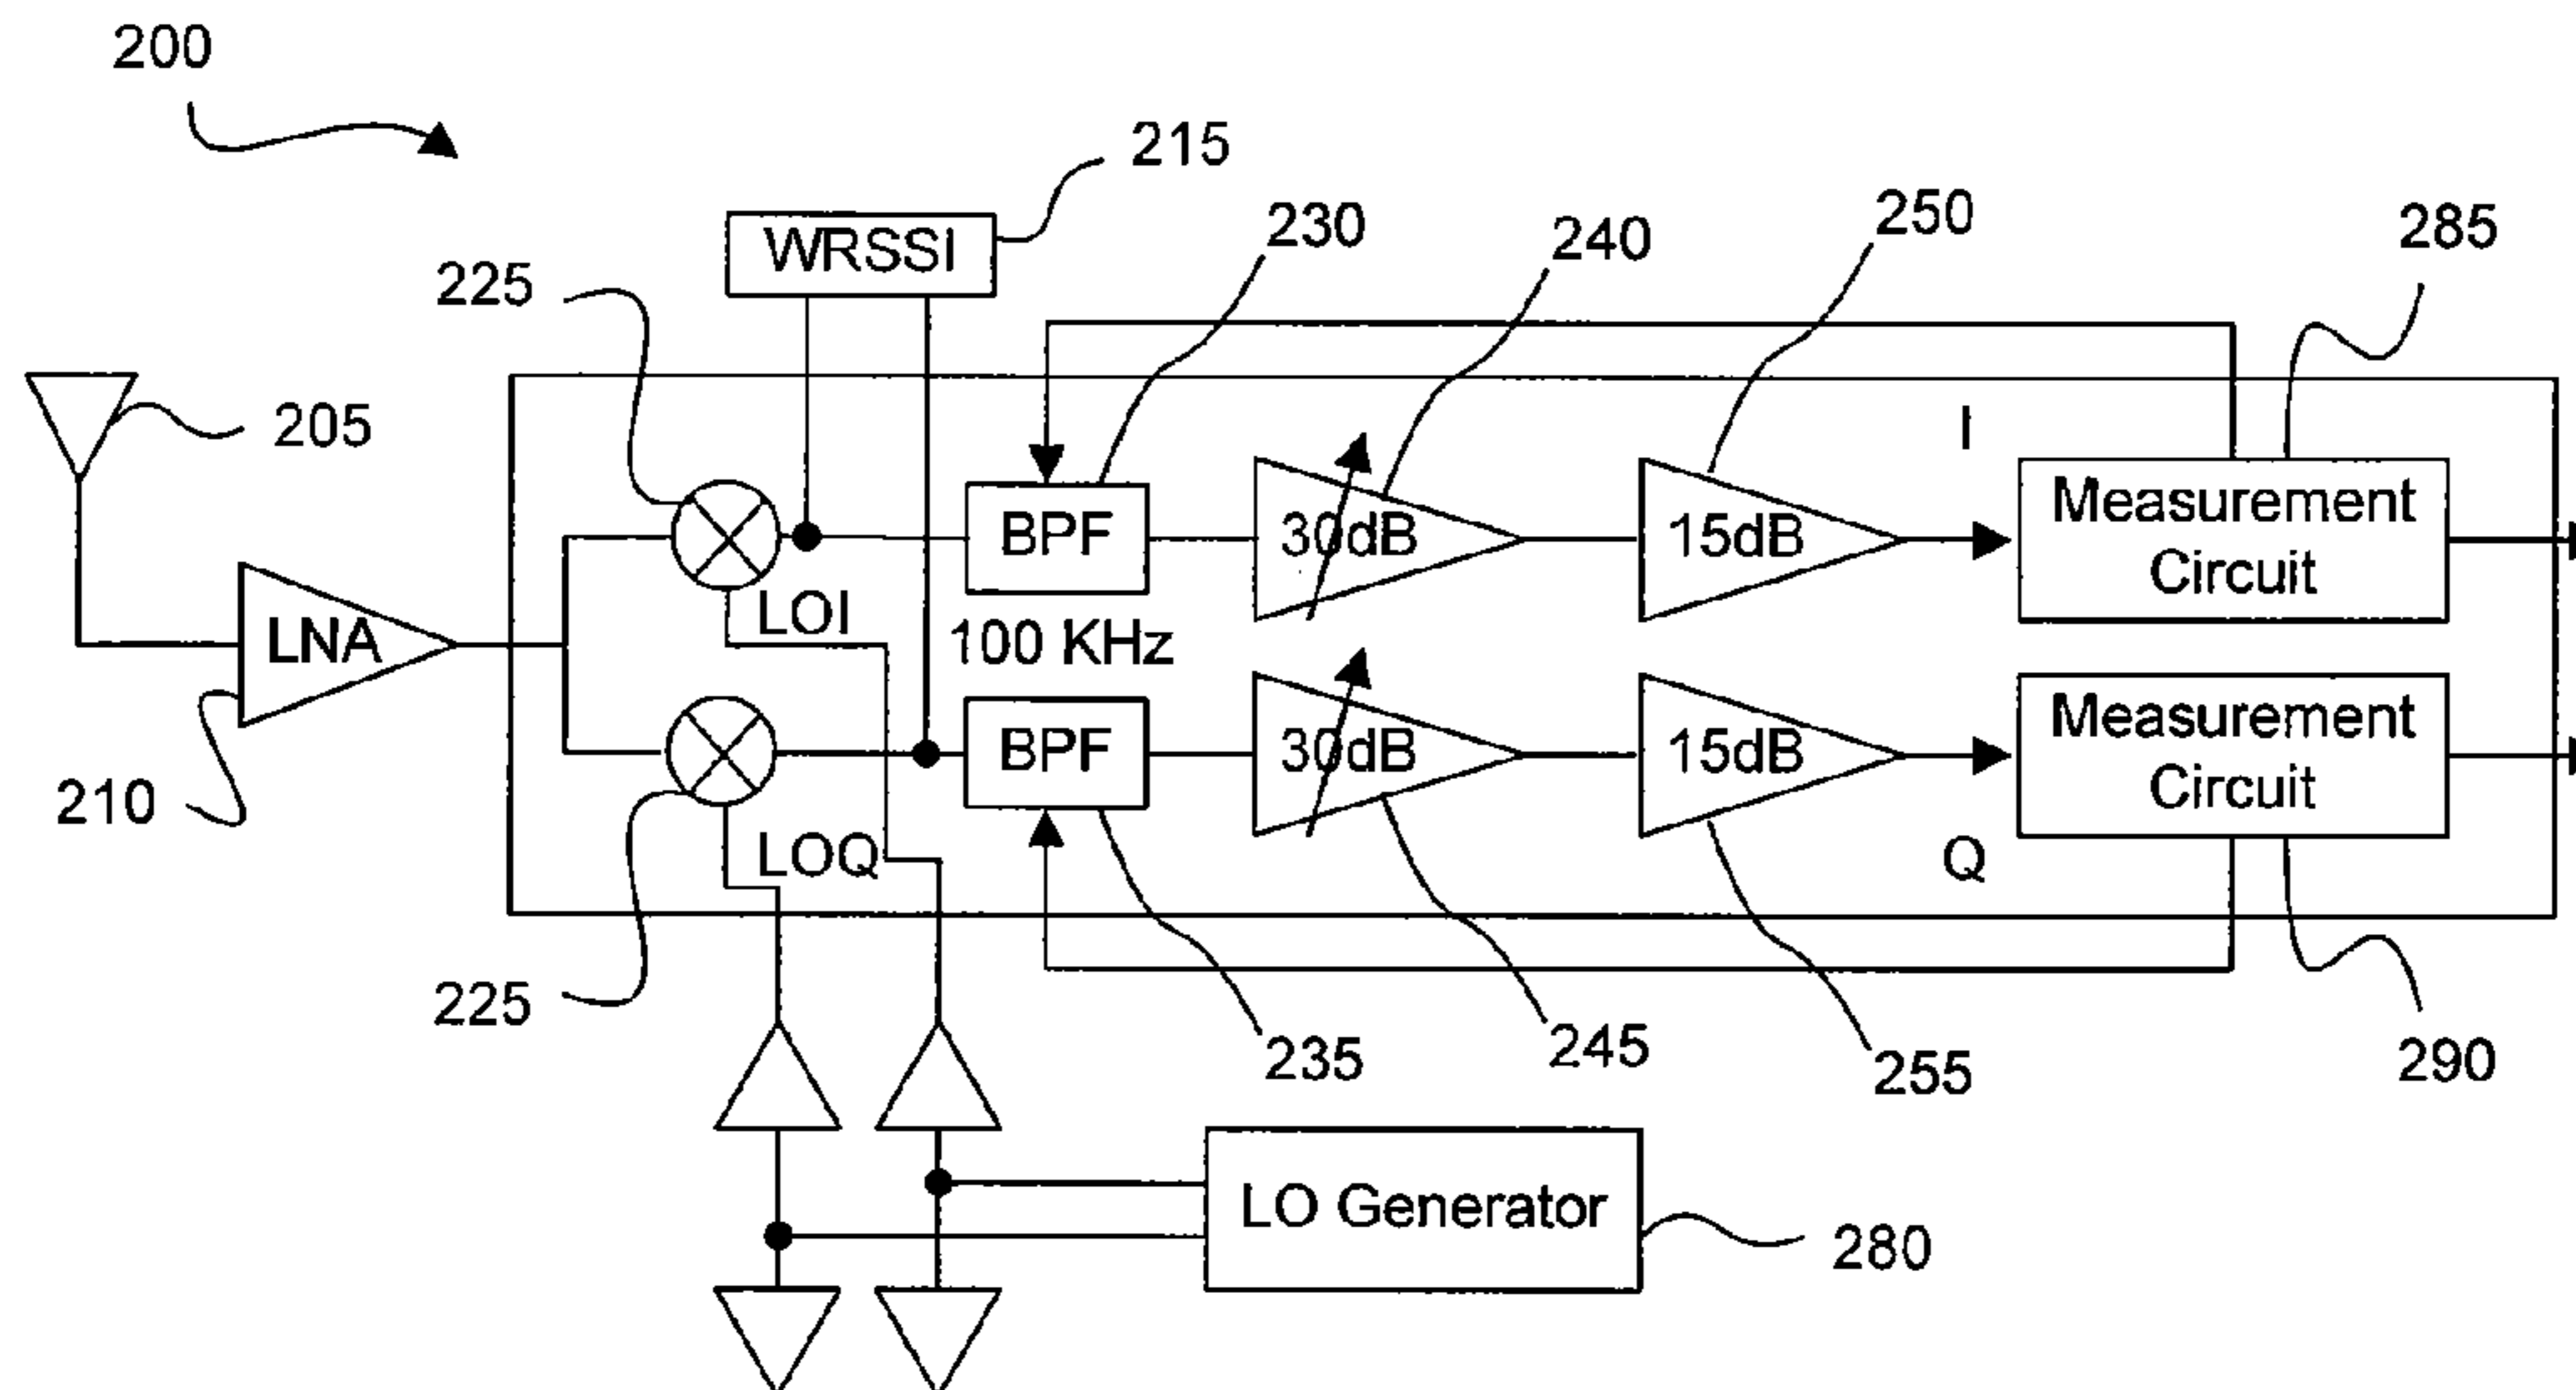 200
215
WRSSI
230
240
250
285
225
205
I
BPF
30dB
15dB
Measurement
Circuit
LOI
100 KHz
LNA
210
BPF
30dB
15dB
Measurement
Circuit
LOQ
Q
225
235
245
255
290
LO Generator
280